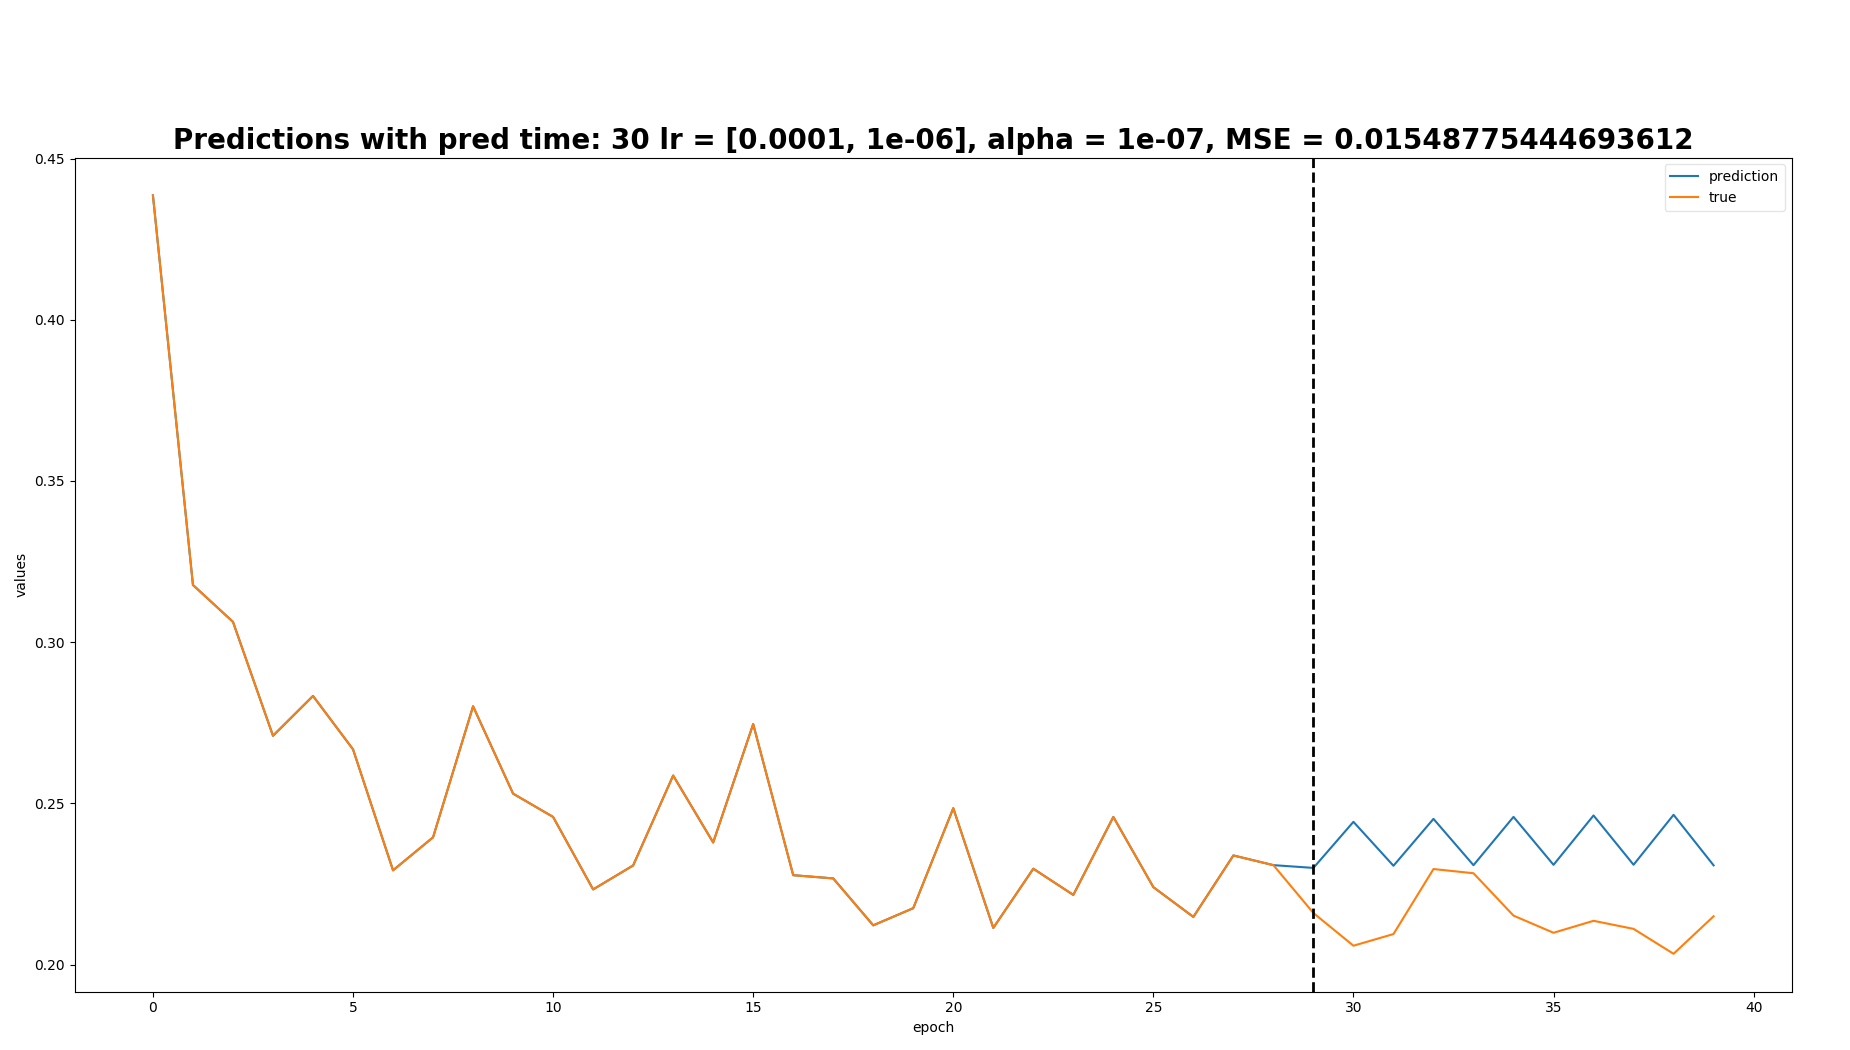 Predictions with pred time: 30 lr = [0.0001, 1e-06], alpha = 1e-07, MSE = 0.01548775444693612
prediction
true
0.45
0.40
0.35
0.30
0.25
0.20
values
0 5 10 15 20 25 30 35 40
epoch